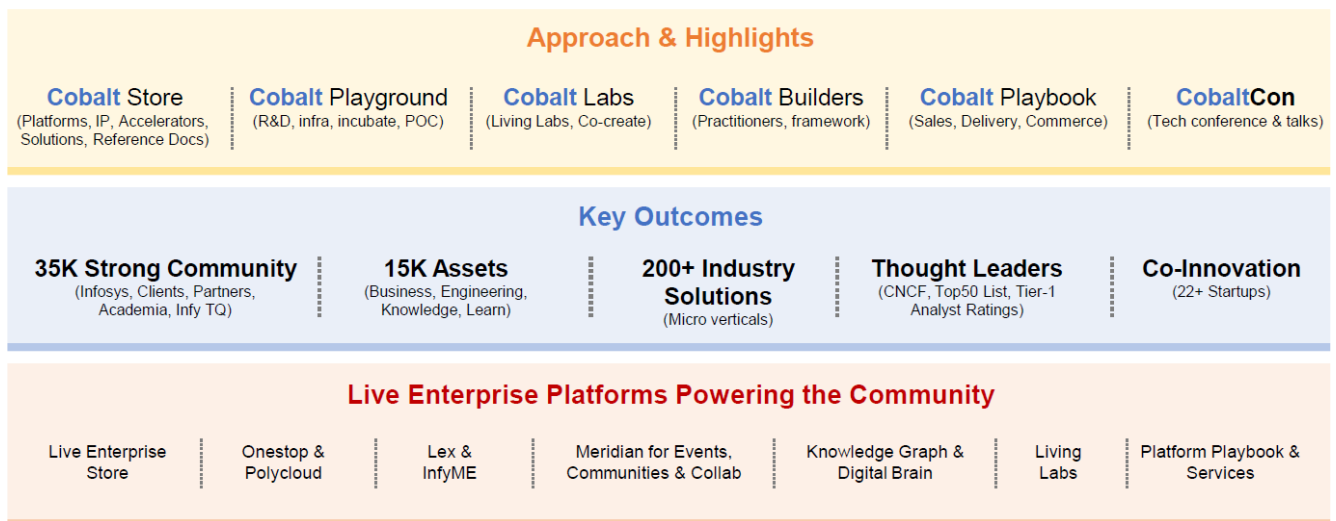 Approach & Highlights
Cobalt Store
(Platforms, IP, Accelerators,
Solutions, Reference Docs)
Cobalt Playground
(R&D, infra, incubate, POC)
Cobalt Labs
(Living Labs, Co-create)
Cobalt Builders
(Practitioners, framework)
Cobalt Playbook
(Sales, Delivery, Commerce)
CobaltCon
(Tech conference & talks)
Key Outcomes
35K Strong Community
(Infosys, Clients, Partners,
Academia, Infy TQ)
15K Assets
(Business, Engineering,
Knowledge, Learn)
200+ Industry
Solutions
(Micro verticals)
Thought Leaders
(CNCF, Top50 List, Tier-1
Analyst Ratings)
Co-Innovation
(22+ Startups)
Live Enterprise Platforms Powering the Community
Live Enterprise
Store
Onestop &
Polycloud
Lex &
InfyME
Meridian for Events,
Communities & Collab
Knowledge Graph &
Digital Brain
Living
Labs
Platform Playbook &
Services